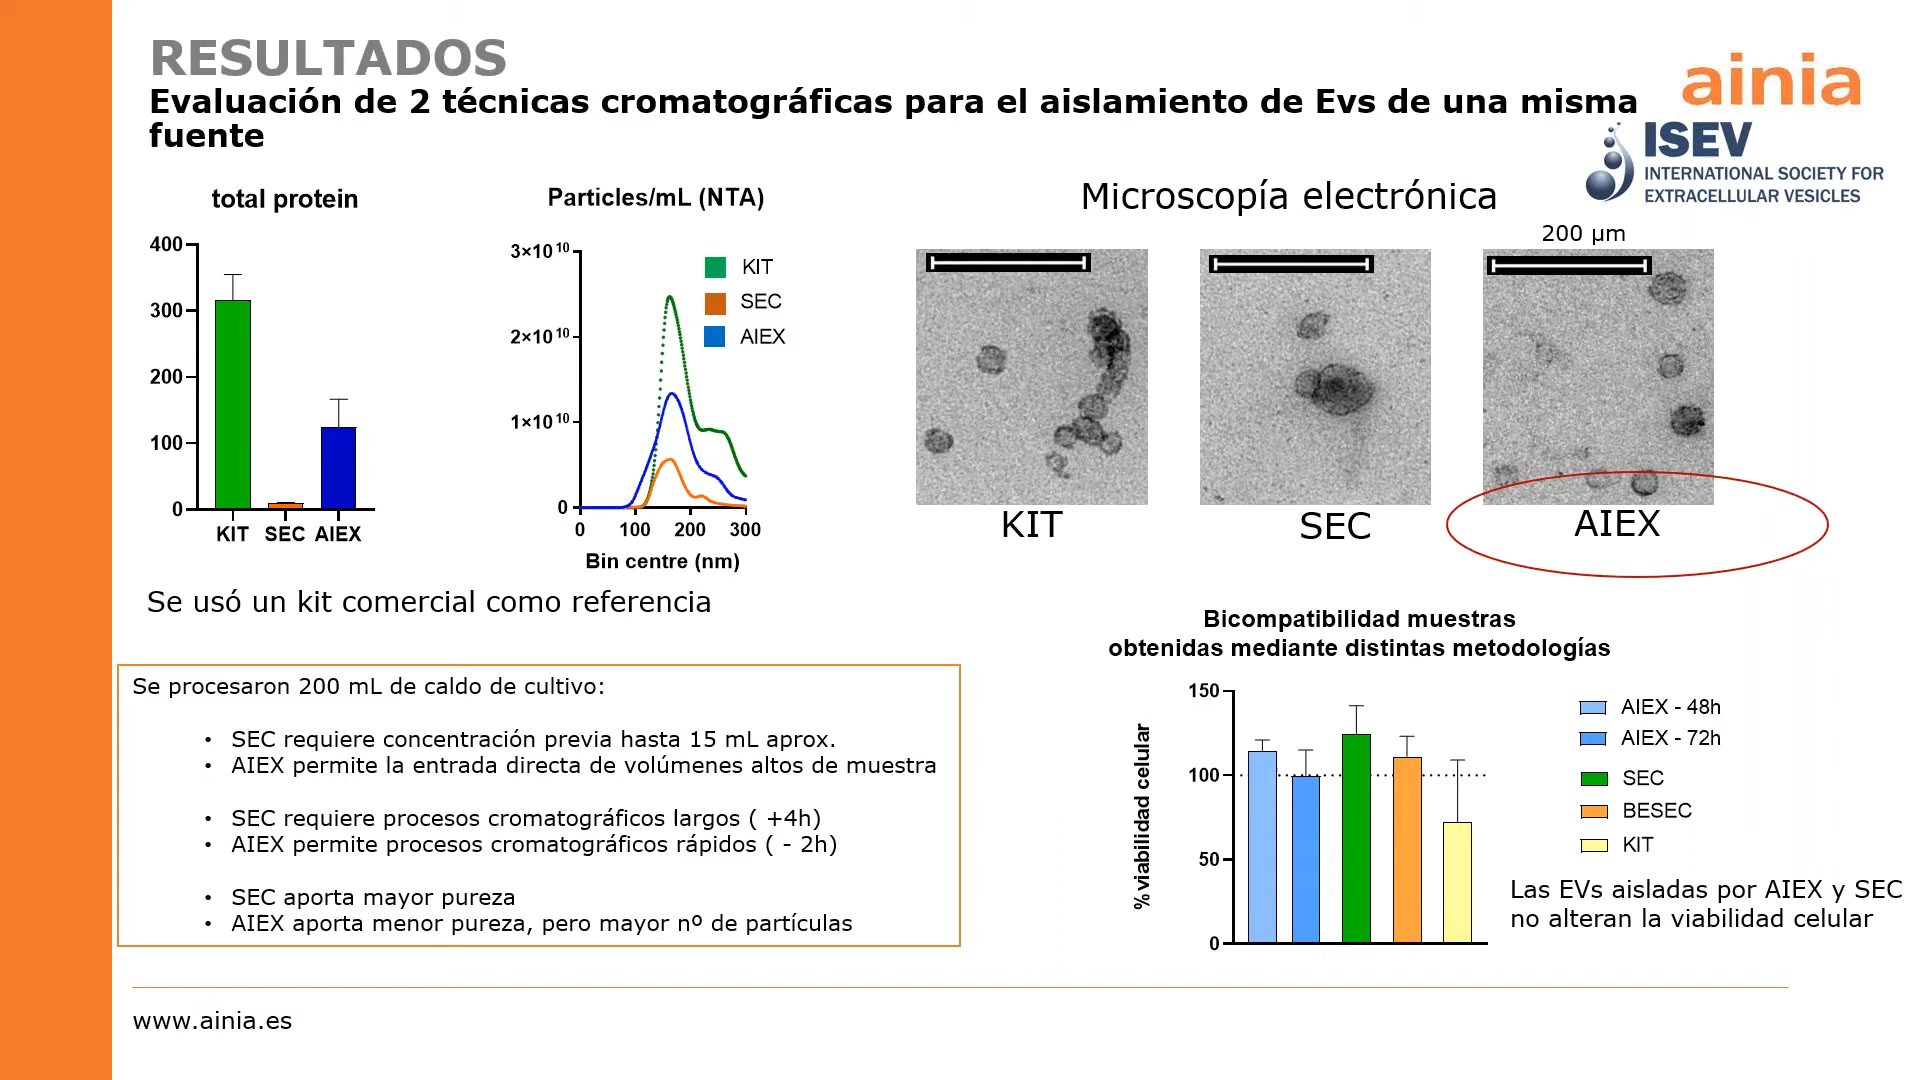 RESULTADOS
Evaluación de 2 técnicas cromatográficas para el aislamiento de Evs de una misma
fuente
ainia
ISEV
INTERNATIONAL SOCIETY FOR
EXTRACELLULAR VESICLES
total protein
400
300
200
100
0
KIT SEC AIEX
Particles/mL (NTA)
3×10¹⁰
2×10¹⁰
1×10¹⁰
0
0 100 200 300
Bin centre (nm)
KIT
SEC
AIEX
Microscopía electrónica
200 µm
KIT
SEC
AIEX
Se usó un kit comercial como referencia
Se procesaron 200 mL de caldo de cultivo:
• SEC requiere concentración previa hasta 15 mL aprox.
• AIEX permite la entrada directa de volúmenes altos de muestra
• SEC requiere procesos cromatográficos largos ( +4h)
• AIEX permite procesos cromatográficos rápidos ( - 2h)
• SEC aporta mayor pureza
• AIEX aporta menor pureza, pero mayor nº de partículas
Bicompatibilidad muestras
obtenidas mediante distintas metodologías
% viabilidad celular
150
100
50
0
AIEX - 48h
AIEX - 72h
SEC
BESEC
KIT
Las EVs aisladas por AIEX y SEC
no alteran la viabilidad celular
www.ainia.es